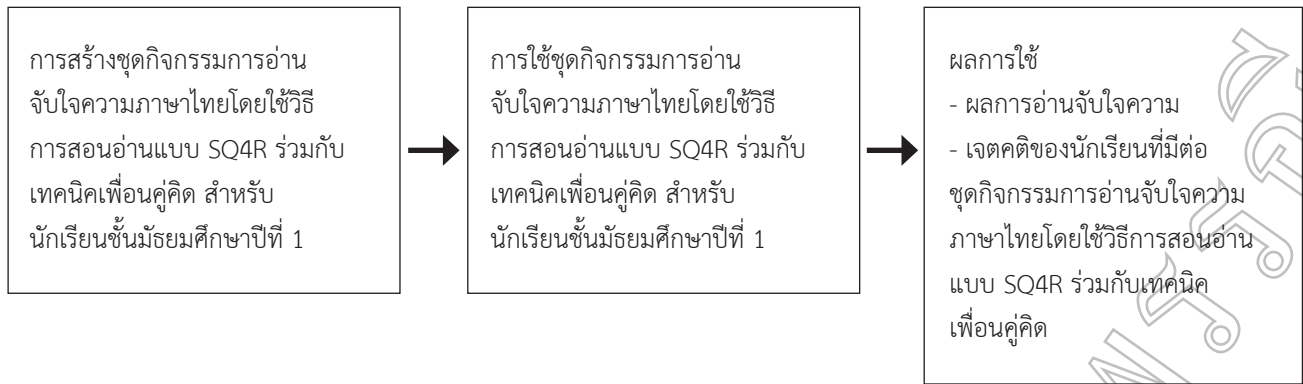 การสร้างชุดกิจกรรมการอ่าน
จับใจความภาษาไทยโดยใช้วิธี
การสอนอ่านแบบ SQ4R ร่วมกับ
เทคนิคเพื่อนคู่คิด สำหรับ
นักเรียนชั้นมัธยมศึกษาปีที่ 1
การใช้ชุดกิจกรรมการอ่าน
จับใจความภาษาไทยโดยใช้วิธี
การสอนอ่านแบบ SQ4R ร่วมกับ
เทคนิคเพื่อนคู่คิด สำหรับ
นักเรียนชั้นมัธยมศึกษาปีที่ 1
ผลการใช้
- ผลการอ่านจับใจความ
- เจตคติของนักเรียนที่มีต่อ
ชุดกิจกรรมการอ่านจับใจความ
ภาษาไทยโดยใช้วิธีการสอนอ่าน
แบบ SQ4R ร่วมกับเทคนิค
เพื่อนคู่คิด